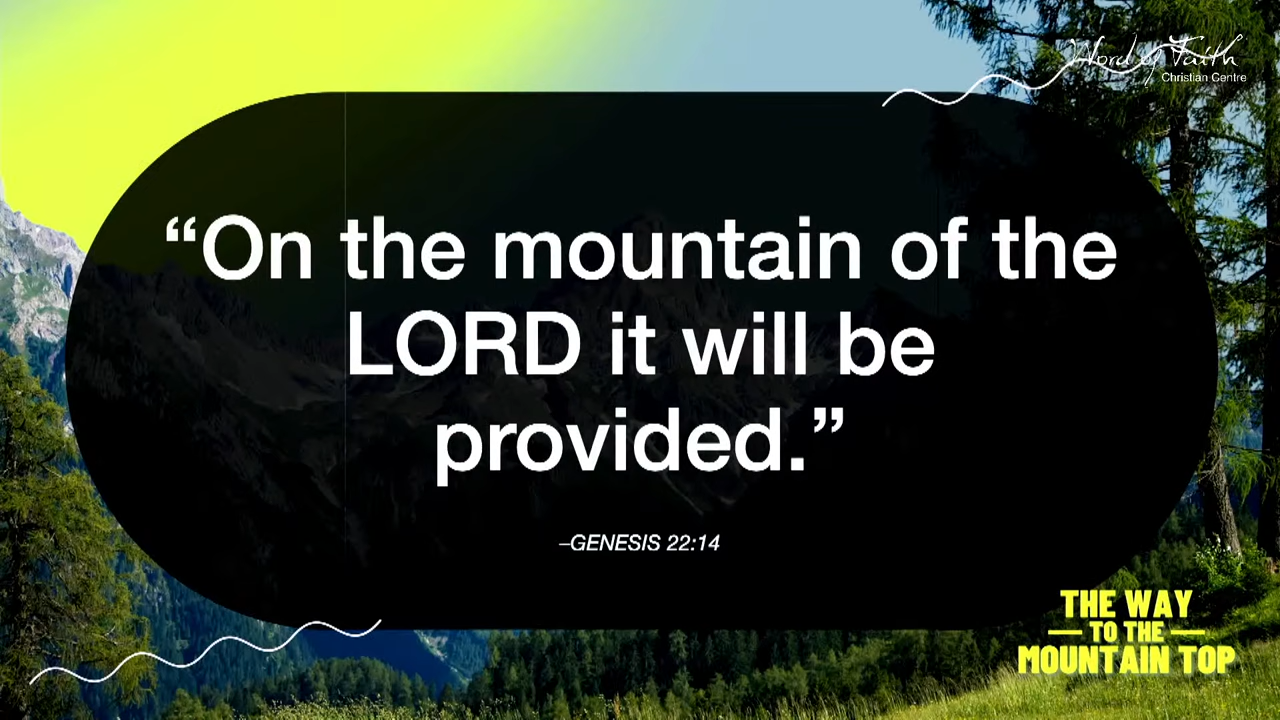 Word of Faith
Christian Centre
“On the mountain of the
LORD it will be
provided.”
–GENESIS 22:14
THE WAY
TO THE
MOUNTAIN TOP